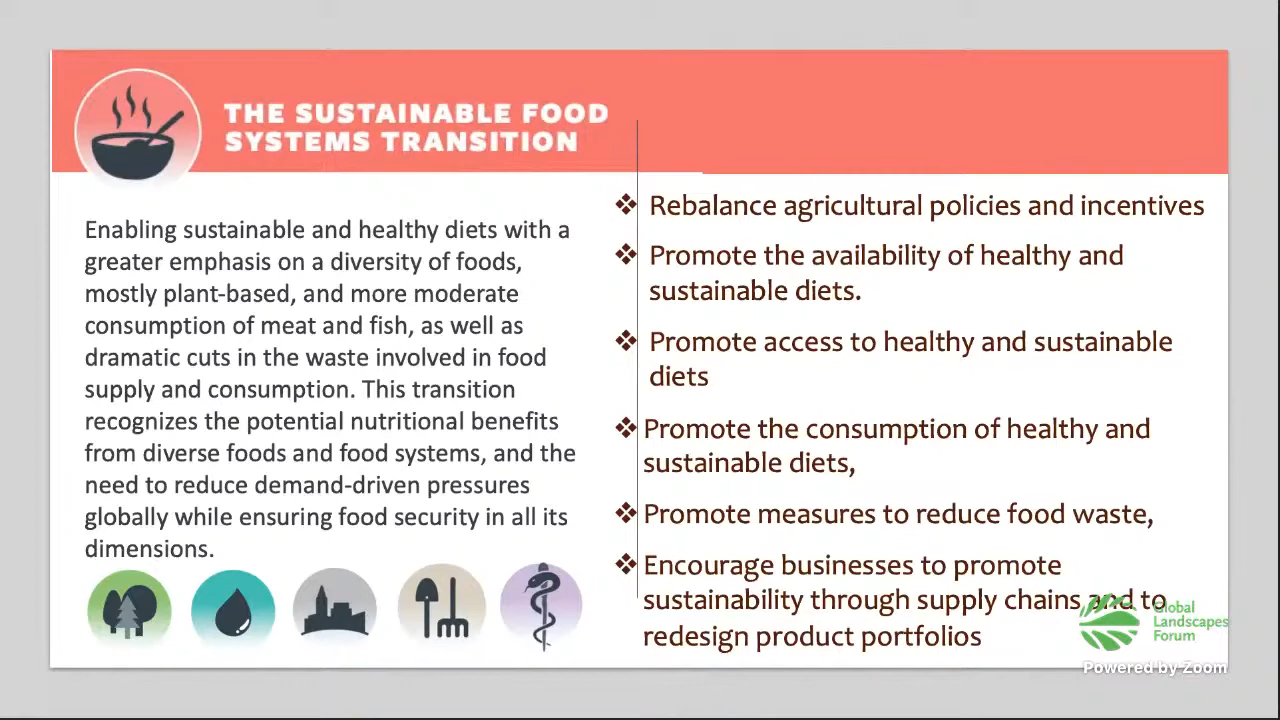 THE SUSTAINABLE FOOD
SYSTEMS TRANSITION
Enabling sustainable and healthy diets with a
greater emphasis on a diversity of foods,
mostly plant-based, and more moderate
consumption of meat and fish, as well as
dramatic cuts in the waste involved in food
supply and consumption. This transition
recognizes the potential nutritional benefits
from diverse foods and food systems, and the
need to reduce demand-driven pressures
globally while ensuring food security in all its
dimensions.
❖ Rebalance agricultural policies and incentives
❖ Promote the availability of healthy and
sustainable diets.
❖ Promote access to healthy and sustainable
diets
❖ Promote the consumption of healthy and
sustainable diets,
❖ Promote measures to reduce food waste,
❖ Encourage businesses to promote
sustainability through supply chains and to
redesign product portfolios
Global
Landscapes
Forum
Powered by Zoom